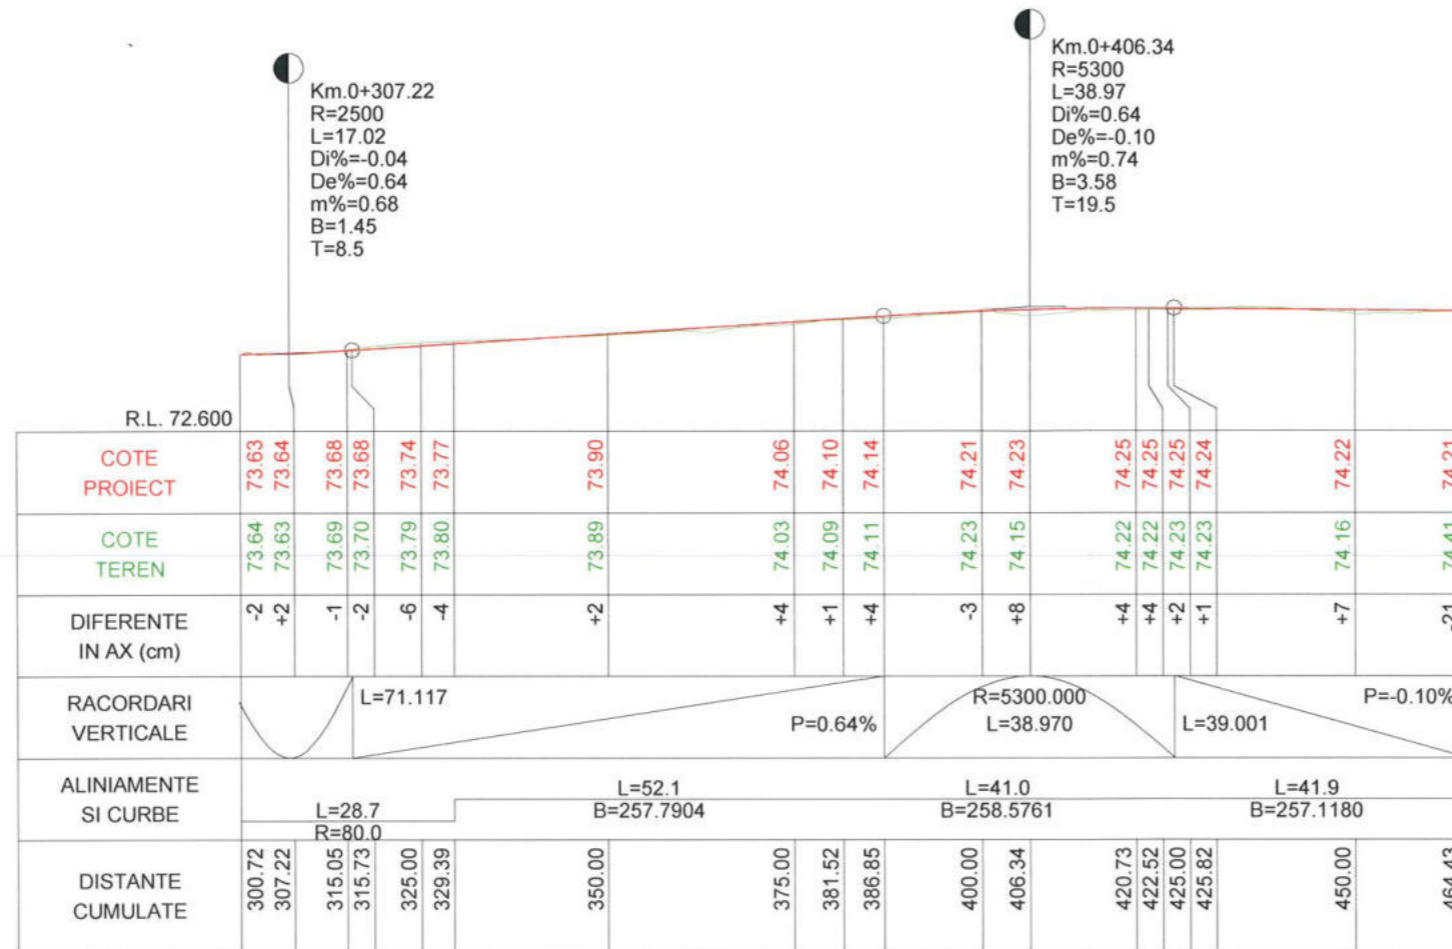 Km.0+307.22
R=2500
L=17.02
Di%=-0.04
De%=0.64
m%=0.68
B=1.45
T=8.5
Km.0+406.34
R=5300
L=38.97
Di%=0.64
De%=-0.10
m%=0.74
B=3.58
T=19.5
R.L. 72.600
COTE
PROIECT
73.63 73.64 73.68 73.68 73.74 73.77 73.90 74.06 74.10 74.14 74.21 74.23 74.25 74.25 74.25 74.24 74.22 74.21
COTE
TEREN
73.64 73.63 73.69 73.70 73.79 73.80 73.89 74.03 74.09 74.11 74.23 74.15 74.22 74.22 74.23 74.23 74.16 74.41
DIFERENTE
IN AX (cm)
-2 +2 -1 -2 -6 -4 +2 +4 +1 +4 -3 +8 +4 +4 +2 +1 +7 -21
RACORDARI
VERTICALE
L=71.117
P=0.64%
R=5300.000
L=38.970
L=39.001
P=-0.10%
ALINIAMENTE
SI CURBE
L=28.7
R=80.0
L=52.1
B=257.7904
L=41.0
B=258.5761
L=41.9
B=257.1180
DISTANTE
CUMULATE
300.72 307.22 315.05 315.73 325.00 329.39 350.00 375.00 381.52 386.85 400.00 406.34 420.73 422.52 425.00 425.82 450.00 464.43